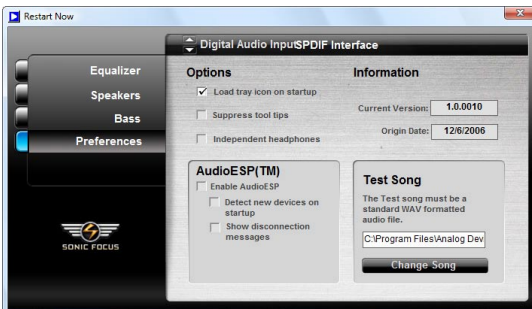 Restart Now
Digital Audio InputSPDIF Interface
Equalizer
Speakers
Bass
Preferences
SONIC FOCUS
Options
Load tray icon on startup
Suppress tool tips
Independent headphones
Information
Current Version: 1.0.0010
Origin Date: 12/6/2006
AudioESP(TM)
Enable AudioESP
Detect new devices on
startup
Show disconnection
messages
Test Song
The Test song must be a
standard WAV formatted
audio file.
C:\Program Files\Analog Dev
Change Song